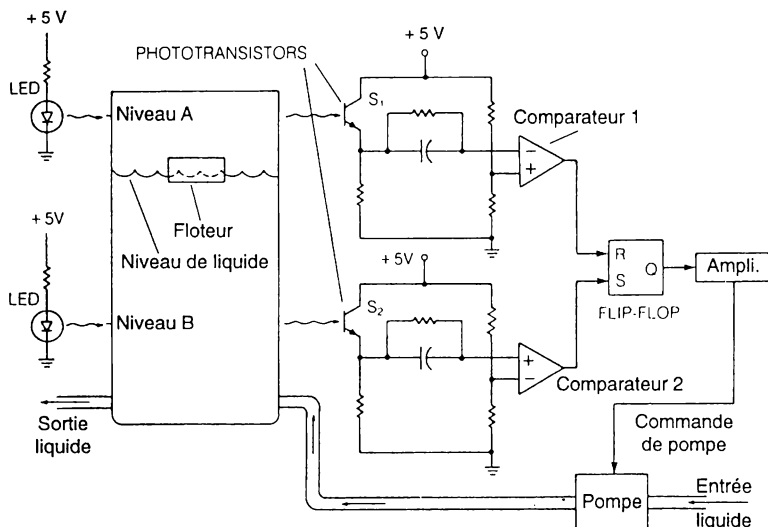 + 5 V
LED
PHOTOTRANSISTORS
+ 5 V
S₁
Niveau A
Comparateur 1
−
+
Floteur
Niveau de liquide
+ 5V
LED
Niveau B
+ 5V
S₂
+
−
Comparateur 2
R
S
Q
FLIP-FLOP
Ampli.
Sortie
liquide
Commande
de pompe
Pompe
Entrée
liquide